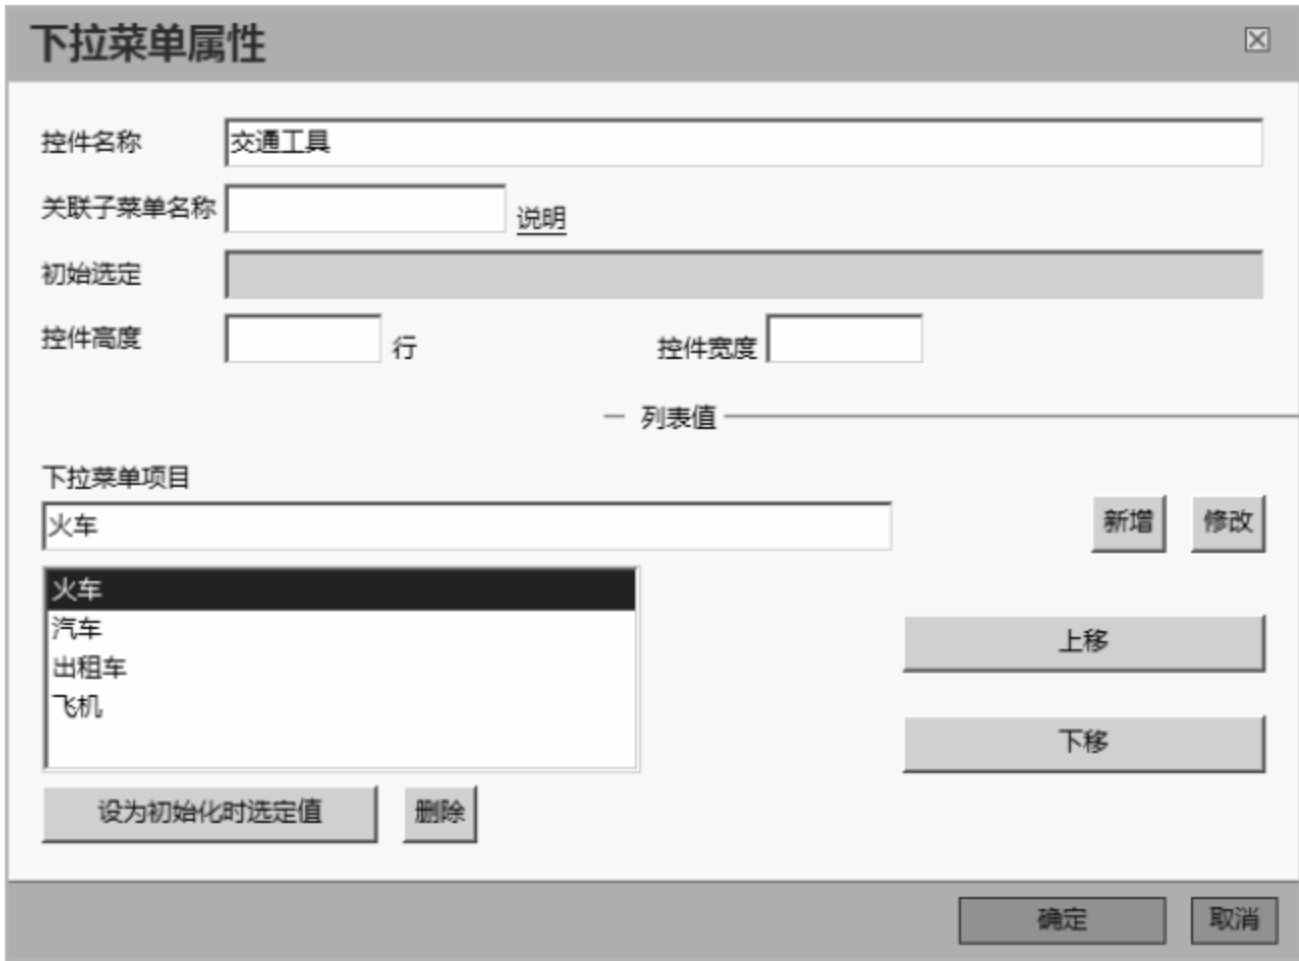 下拉菜单属性
控件名称 交通工具
关联子菜单名称 说明
初始选定
控件高度 行 控件宽度
列表值
下拉菜单项目
火车 新增 修改
火车
汽车
出租车
飞机
上移
下移
设为初始化时选定值 删除
确定 取消